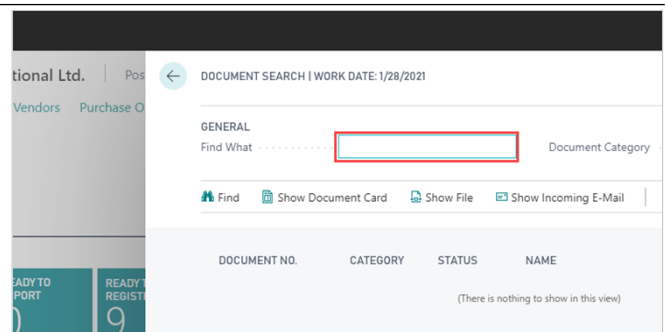 tional Ltd. Pos
Vendors Purchase O
DOCUMENT SEARCH | WORK DATE: 1/28/2021
GENERAL
Find What Document Category
Find Show Document Card Show File Show Incoming E-Mail
DOCUMENT NO. CATEGORY STATUS NAME
(There is nothing to show in this view)
EADY TO
PORT
READY T
REGISTE
9